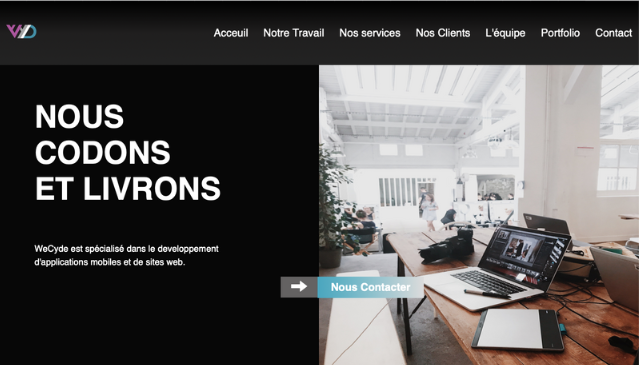 WD
Acceuil Notre Travail Nos services Nos Clients L'équipe Portfolio Contact
NOUS
CODONS
ET LIVRONS
WeCyde est spécialisé dans le developpement
d'applications mobiles et de sites web.
Nous Contacter